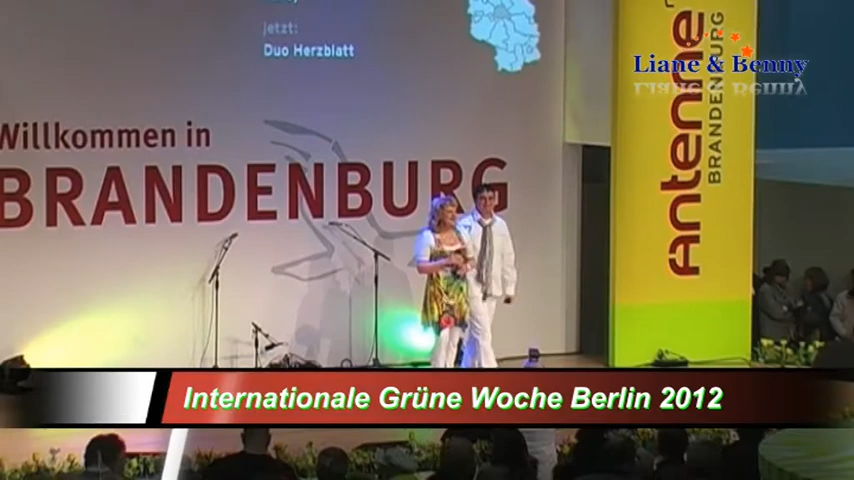 jetzt:
Duo Herzblatt
Liane & Benny
Willkommen in
BRANDENBURG
Antenne
BRANDENBURG
Internationale Grüne Woche Berlin 2012